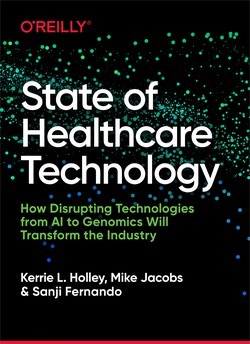 O'REILLY®
State of
Healthcare
Technology
How Disrupting Technologies
from AI to Genomics Will
Transform the Industry
Kerrie L. Holley, Mike Jacobs
& Sanji Fernando